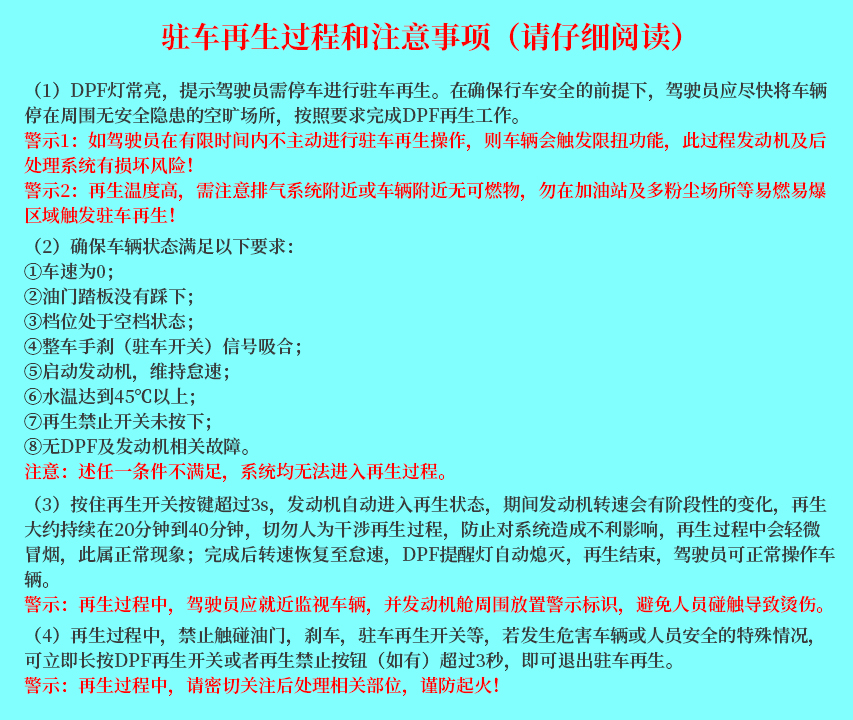 驻车再生过程和注意事项（请仔细阅读）
（1）DPF灯常亮，提示驾驶员需停车进行驻车再生。在确保行车安全的前提下，驾驶员应尽快将车辆
停在周围无安全隐患的空旷场所，按照要求完成DPF再生工作。
警示1：如驾驶员在有限时间内不主动进行驻车再生操作，则车辆会触发限扭功能，此过程发动机及后
处理系统有损坏风险！
警示2：再生温度高，需注意排气系统附近或车辆附近无可燃物，勿在加油站及多粉尘场所等易燃易爆
区域触发驻车再生！
（2）确保车辆状态满足以下要求：
①车速为0；
②油门踏板没有踩下；
③档位处于空档状态；
④整车手刹（驻车开关）信号吸合；
⑤启动发动机，维持怠速；
⑥水温达到45℃以上；
⑦再生禁止开关未按下；
⑧无DPF及发动机相关故障。
注意：述任一条件不满足，系统均无法进入再生过程。
（3）按住再生开关按键超过3s，发动机自动进入再生状态，期间发动机转速会有阶段性的变化，再生
大约持续在20分钟到40分钟，切勿人为干涉再生过程，防止对系统造成不利影响，再生过程中会轻微
冒烟，此属正常现象；完成后转速恢复至怠速，DPF提醒灯自动熄灭，再生结束，驾驶员可正常操作车
辆。
警示：再生过程中，驾驶员应就近监视车辆，并发动机舱周围放置警示标识，避免人员碰触导致烫伤。
（4）再生过程中，禁止触碰油门，刹车，驻车再生开关等，若发生危害车辆或人员安全的特殊情况，
可立即长按DPF再生开关或者再生禁止按钮（如有）超过3秒，即可退出驻车再生。
警示：再生过程中，请密切关注后处理相关部位，谨防起火！